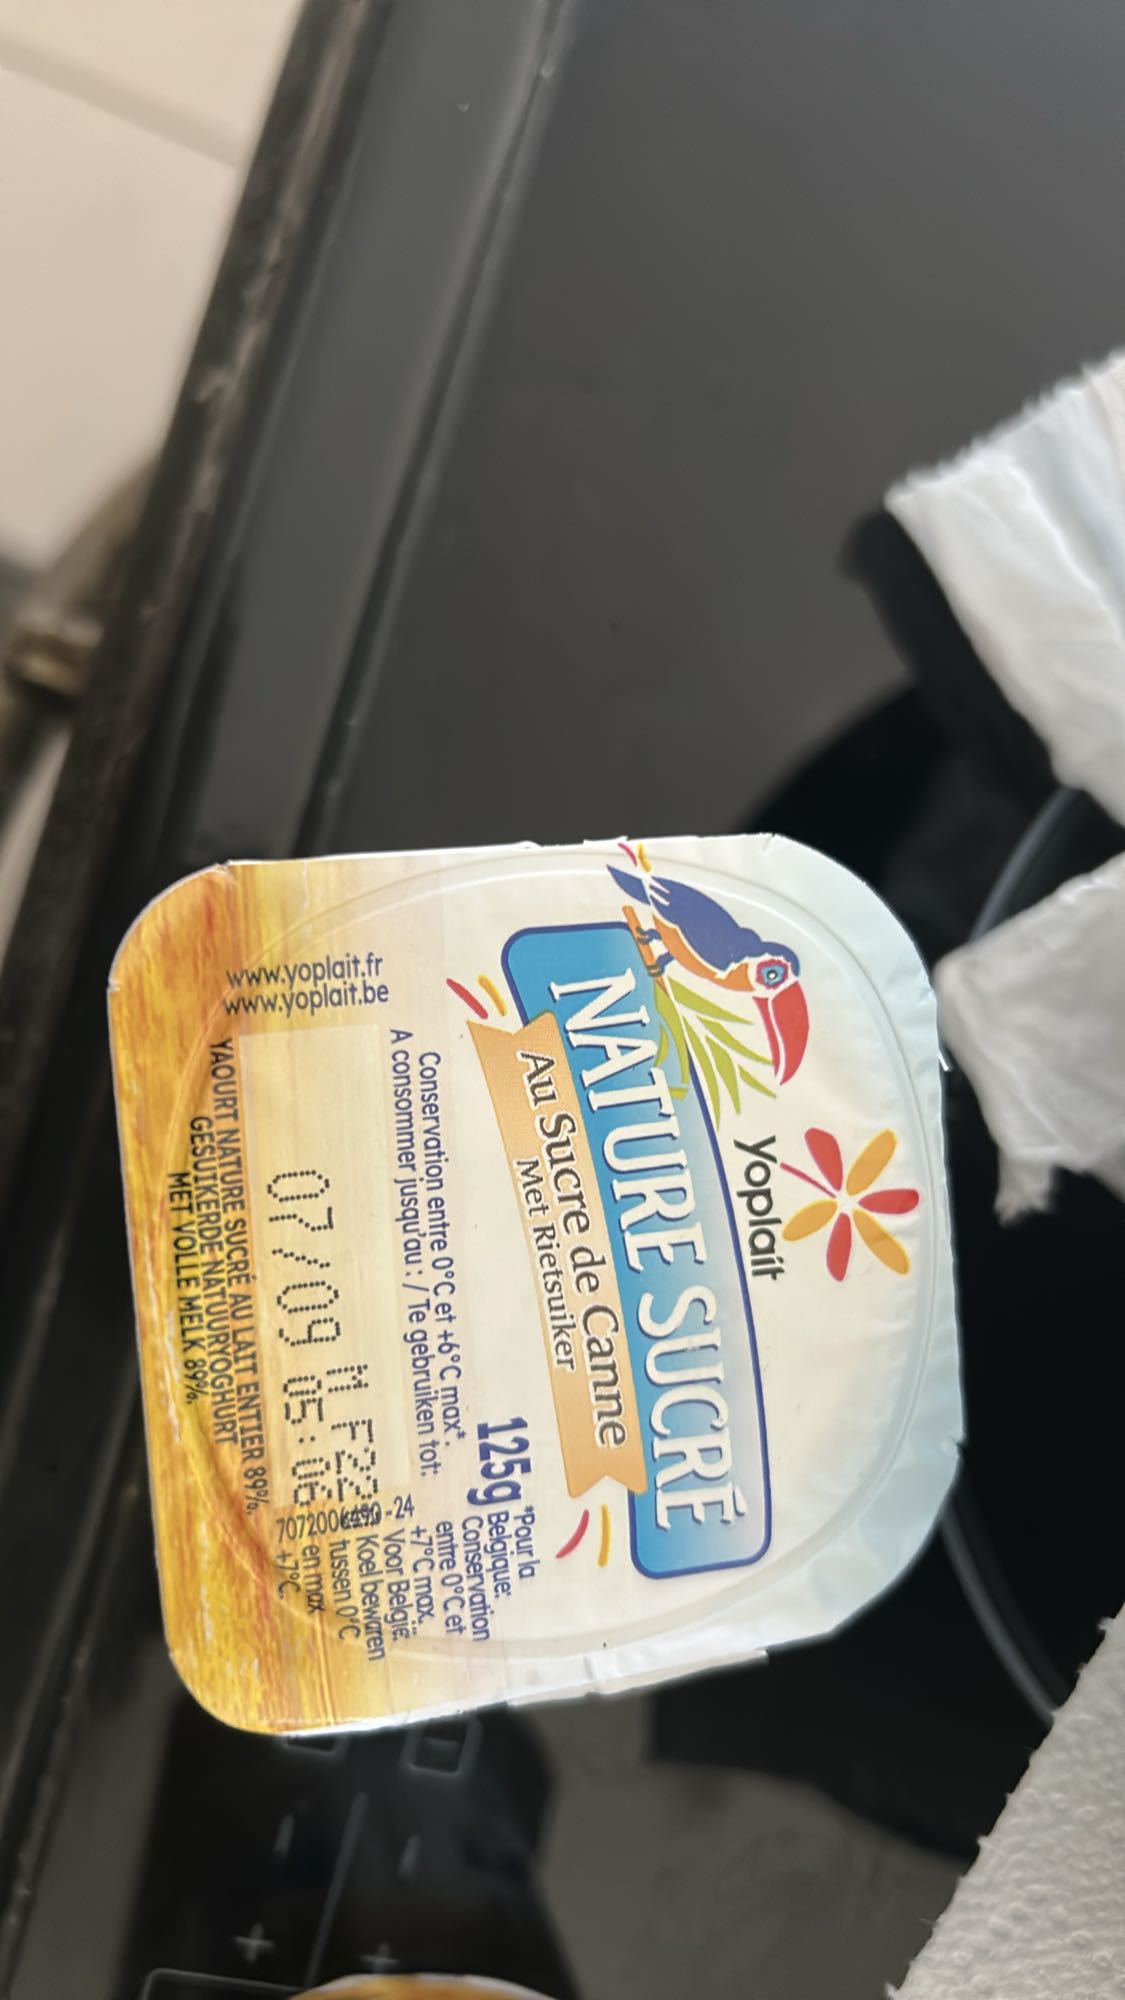 Yoplait
NATURE SUCRÉ
Au Sucre de Canne
Met Rietsuiker
125g
*Pour la
Belgique:
Conservation
entre 0°C et
+7°C max.
Voor België:
Koel bewaren
tussen 0°C
en max
+7°C.
Conservation entre 0°C et +6°C max*.
A consommer jusqu'au : / Te gebruiken tot:
www.yoplait.fr
www.yoplait.be
07/09 M F22
05:06
-24
YAOURT NATURE SUCRÉ AU LAIT ENTIER 89%.
GESUIKERDE NATUURYOGHURT
MET VOLLE MELK 89%.